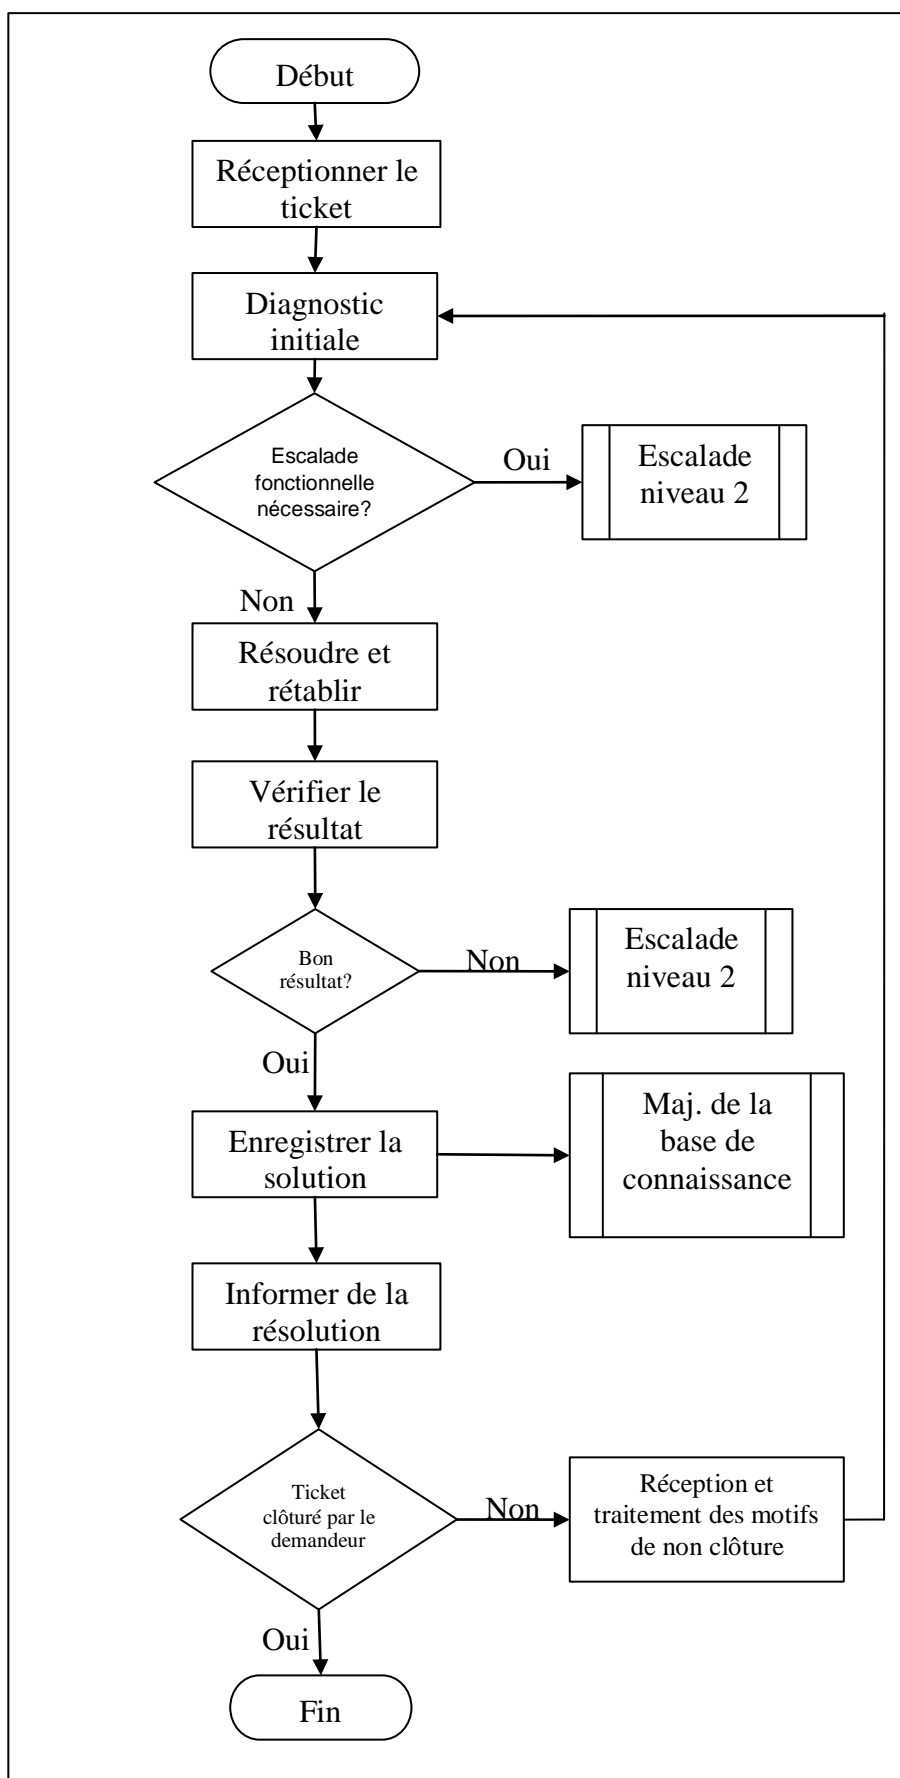 Début
Réceptionner le
ticket
Diagnostic
initiale
Escalade
fonctionnelle
nécessaire?
Oui
Escalade
niveau 2
Non
Résoudre et
rétablir
Vérifier le
résultat
Bon
résultat?
Non
Escalade
niveau 2
Oui
Enregistrer la
solution
Maj. de la
base de
connaissance
Informer de la
résolution
Ticket
clôturé par le
demandeur
Non
Réception et
traitement des motifs
de non clôture
Oui
Fin